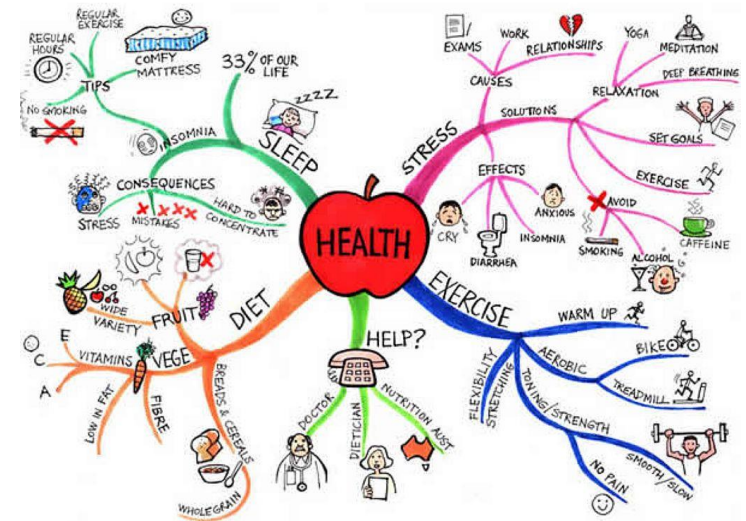 HEALTH
SLEEP
33% OF OUR
LIFE
ZZZZ
INSOMNIA
TIPS
REGULAR
EXERCISE
REGULAR
HOURS
COMFY
MATTRESS
NO SMOKING
CONSEQUENCES
STRESS
MISTAKES
HARD TO
CONCENTRATE
STRESS
CAUSES
EXAMS
WORK
RELATIONSHIPS
SOLUTIONS
RELAXATION
YOGA
MEDITATION
DEEP BREATHING
SET GOALS
EXERCISE
AVOID
SMOKING
ALCOHOL
CAFFEINE
EFFECTS
CRY
DIARRHEA
INSOMNIA
ANXIOUS
EXERCISE
WARM UP
AEROBIC
BIKE
TREADMILL
TONING/STRENGTH
SMOOTH/SLOW
NO PAIN
FLEXIBILITY
STRETCHING
HELP?
DOCTOR
DIETICIAN
NUTRITION AUST
DIET
FRUIT
WIDE
VARIETY
VEGE
VITAMINS
E
C
A
LOW IN FAT
FIBRE
BREADS & CEREALS
WHOLEGRAIN